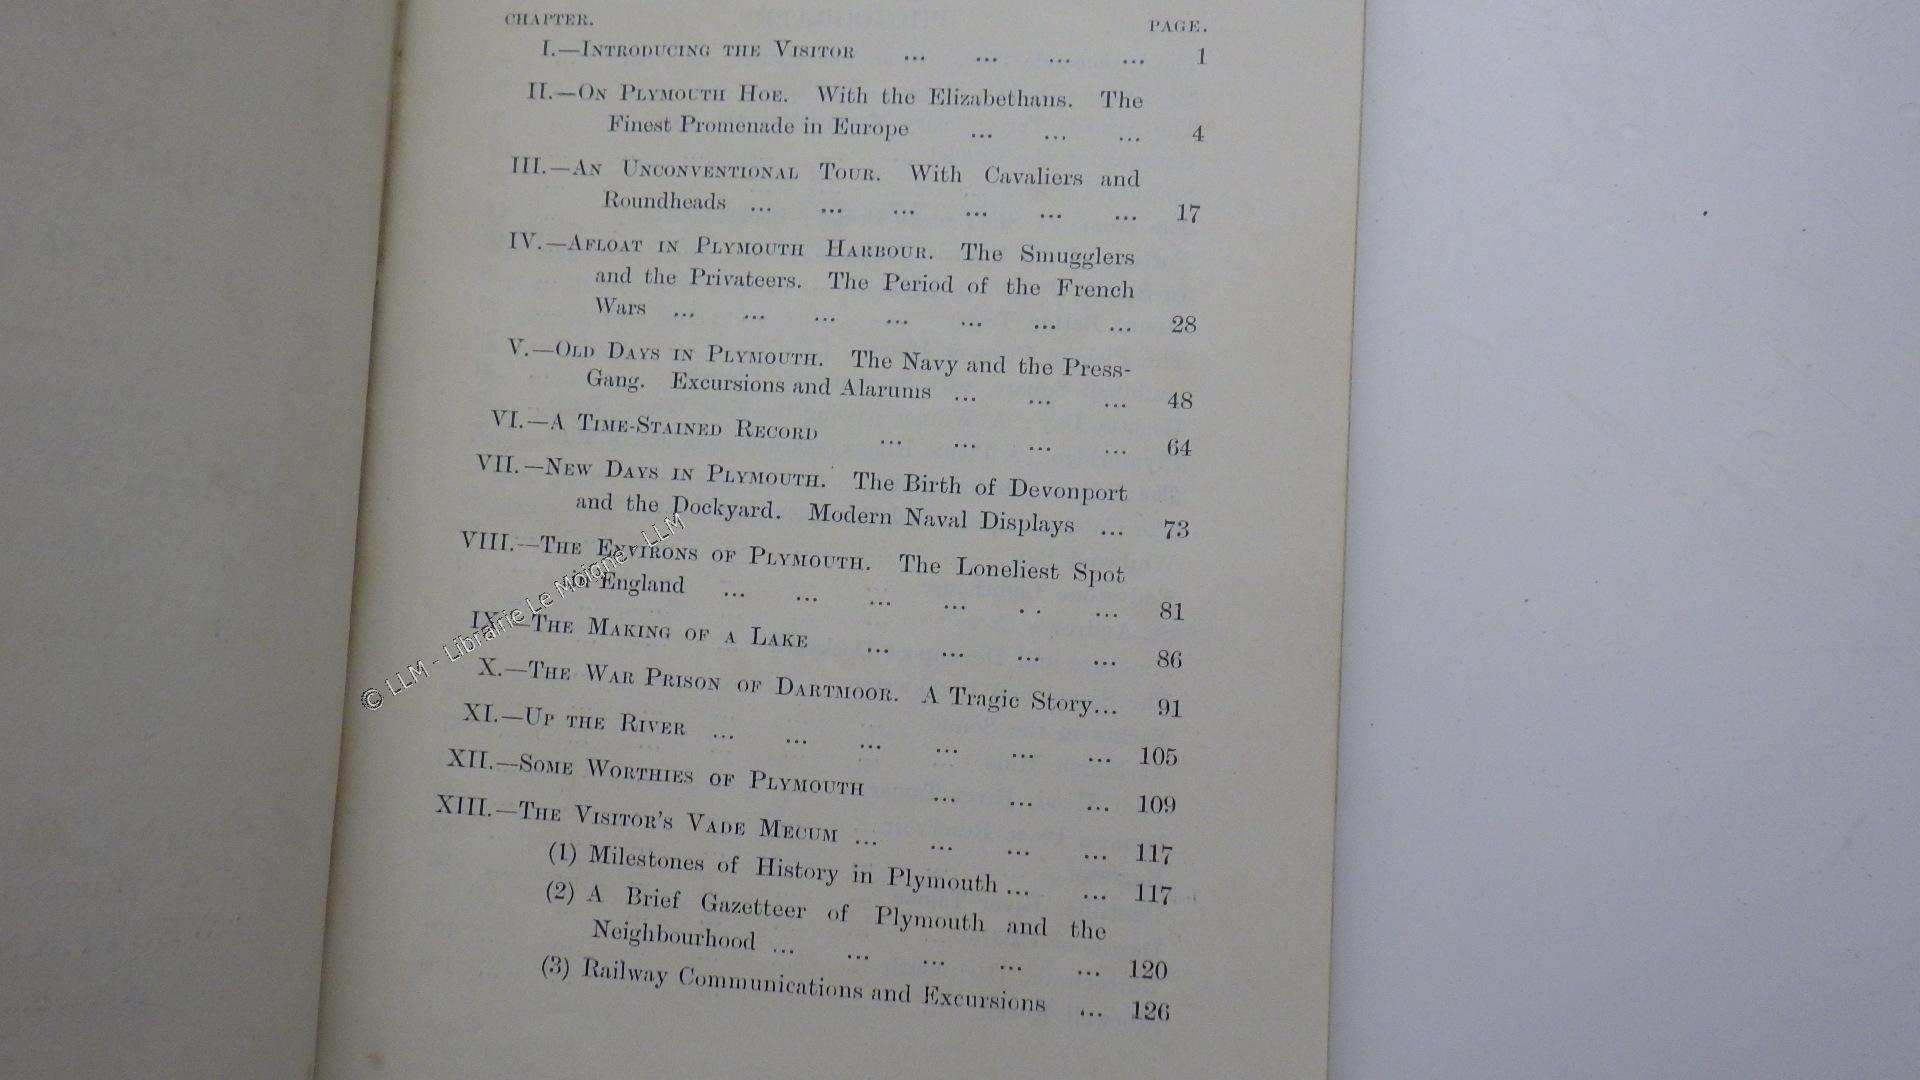 CHAPTER. PAGE.
I.—INTRODUCING THE VISITOR ... ... ... ... 1
II.—ON PLYMOUTH HOE. With the Elizabethans. The
Finest Promenade in Europe ... ... ... 4
III.—AN UNCONVENTIONAL TOUR. With Cavaliers and
Roundheads ... ... ... ... ... ... 17
IV.—AFLOAT IN PLYMOUTH HARBOUR. The Smugglers
and the Privateers. The Period of the French
Wars ... ... ... ... ... ... ... 28
V.—OLD DAYS IN PLYMOUTH. The Navy and the Press-
Gang. Excursions and Alarums ... ... ... 48
VI.—A TIME-STAINED RECORD ... ... ... ... 64
VII.—NEW DAYS IN PLYMOUTH. The Birth of Devonport
and the Dockyard. Modern Naval Displays ... 73
VIII.—THE ENVIRONS OF PLYMOUTH. The Loneliest Spot
in England ... ... ... ... . . ... 81
IX.—THE MAKING OF A LAKE ... ... ... ... 86
X.—THE WAR PRISON OF DARTMOOR. A Tragic Story... 91
XI.—UP THE RIVER ... ... ... ... ... ... 105
XII.—SOME WORTHIES OF PLYMOUTH ... ... ... 109
XIII.—THE VISITOR'S VADE MECUM ... ... ... ... 117
(1) Milestones of History in Plymouth ... ... 117
(2) A Brief Gazetteer of Plymouth and the
Neighbourhood ... ... ... ... ... 120
(3) Railway Communications and Excursions ... 126
© LLM - Librairie Le Moigne - LLM